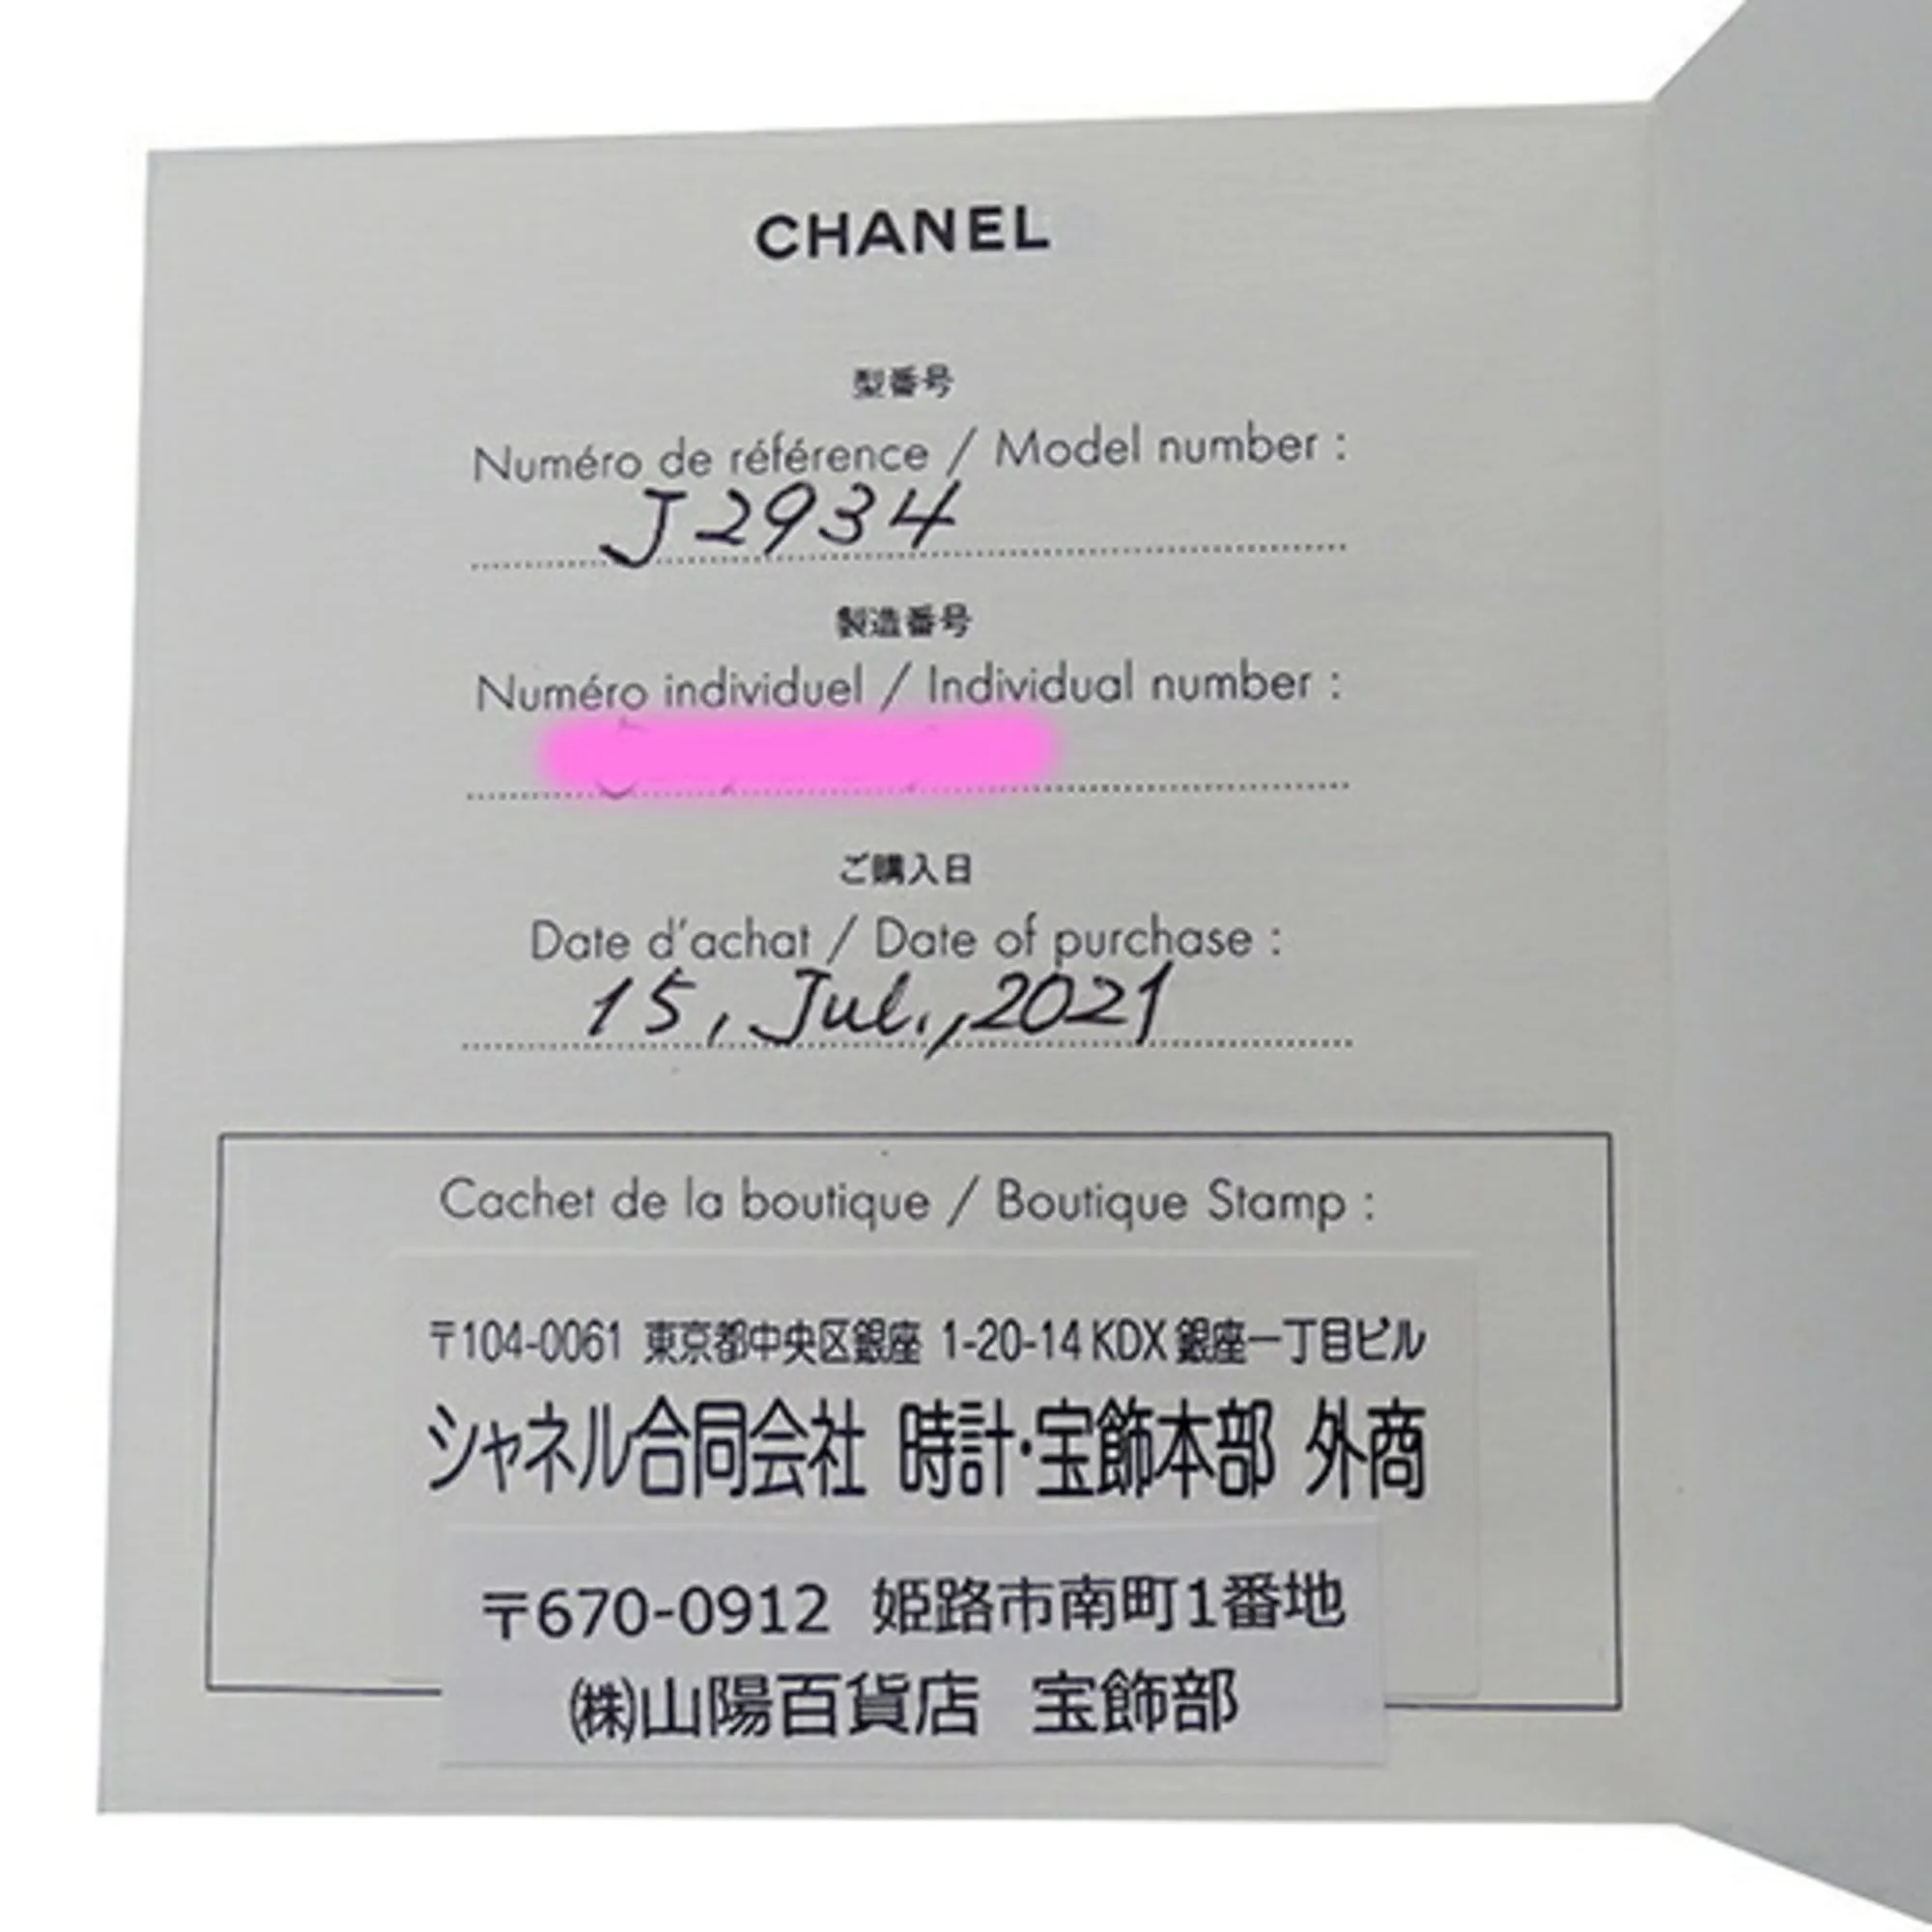 CHANEL
型番号
Numéro de référence / Model number :
J2934
製造番号
Numéro individuel / Individual number :
ご購入日
Date d'achat / Date of purchase :
15, Jul., 2021
Cachet de la boutique / Boutique Stamp :
〒104-0061 東京都中央区銀座 1-20-14 KDX 銀座一丁目ビル
シャネル合同会社 時計・宝飾本部 外商
〒670-0912 姫路市南町1番地
㈱山陽百貨店 宝飾部